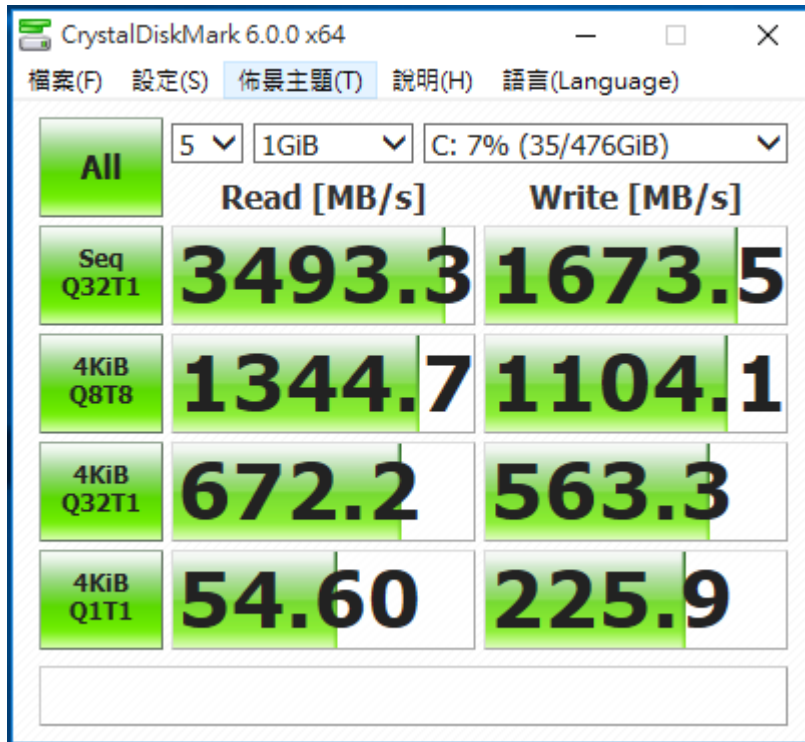 CrystalDiskMark 6.0.0 x64
檔案(F) 設定(S) 佈景主題(T) 說明(H) 語言(Language)
All 5 1GiB C: 7% (35/476GiB)
Read [MB/s] Write [MB/s]
Seq Q32T1 3493.3 1673.5
4KiB Q8T8 1344.7 1104.1
4KiB Q32T1 672.2 563.3
4KiB Q1T1 54.60 225.9